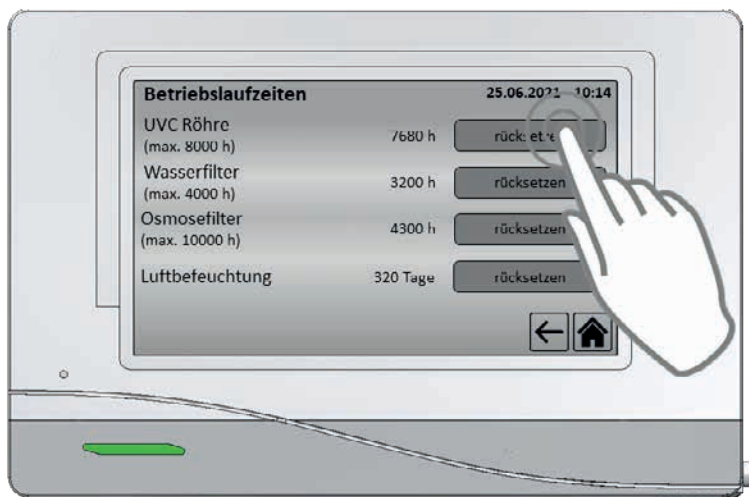 Betriebslaufzeiten 25.06.2021 10:14
UVC Röhre
(max. 8000 h) 7680 h
Wasserfilter
(max. 4000 h) 3200 h rücksetzen
Osmosefilter
(max. 10000 h) 4300 h rücksetzen
Luftbefeuchtung 320 Tage rücksetzen